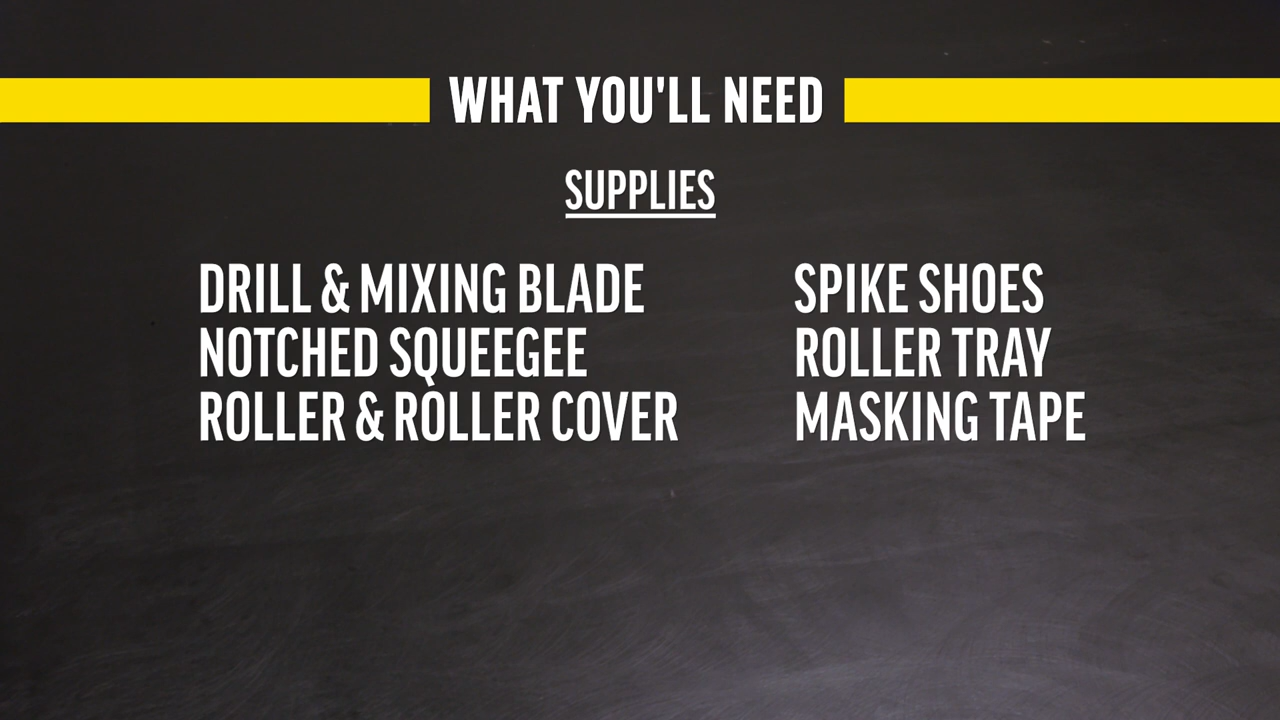 WHAT YOU'LL NEED
SUPPLIES
DRILL & MIXING BLADE
NOTCHED SQUEEGEE
ROLLER & ROLLER COVER
SPIKE SHOES
ROLLER TRAY
MASKING TAPE